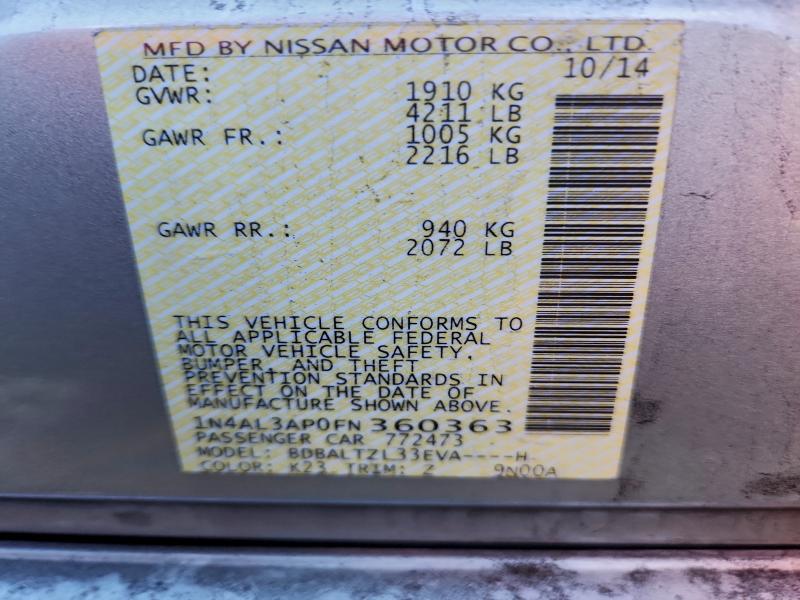 MFD BY NISSAN MOTOR CO., LTD.
DATE: 10/14
GVWR: 1910 KG
4211 LB
GAWR FR.: 1005 KG
2216 LB
GAWR RR.: 940 KG
2072 LB
THIS VEHICLE CONFORMS TO
ALL APPLICABLE FEDERAL
MOTOR VEHICLE SAFETY,
BUMPER, AND THEFT
PREVENTION STANDARDS IN
EFFECT ON THE DATE OF
MANUFACTURE SHOWN ABOVE.
1N4AL3AP0FN360363
PASSENGER CAR 772473
MODEL: BDBALTZL33EVA----H
COLOR: K23 TRIM: Z 9N00A